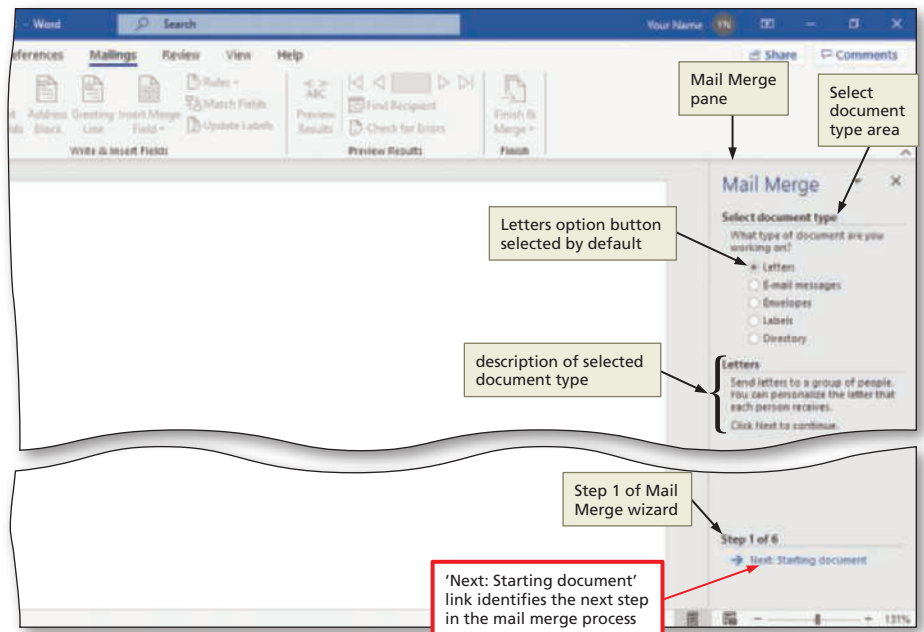 - Word
Search
Your Name
YN
eferences Mailings Review View Help
Share
Comments
Address Block
Greeting Line
Insert Merge Field
Rules
Match Fields
Update Labels
Write & Insert Fields
ABC
Preview Results
Find Recipient
Check for Errors
Preview Results
Finish & Merge
Finish
Mail Merge
pane
Select
document
type area
Mail Merge
Select document type
What type of document are you
working on?
Letters
E-mail messages
Envelopes
Labels
Directory
Letters option button
selected by default
description of selected
document type
Letters
Send letters to a group of people.
You can personalize the letter that
each person receives.
Click Next to continue.
Step 1 of Mail
Merge wizard
Step 1 of 6
Next: Starting document
'Next: Starting document'
link identifies the next step
in the mail merge process
131%